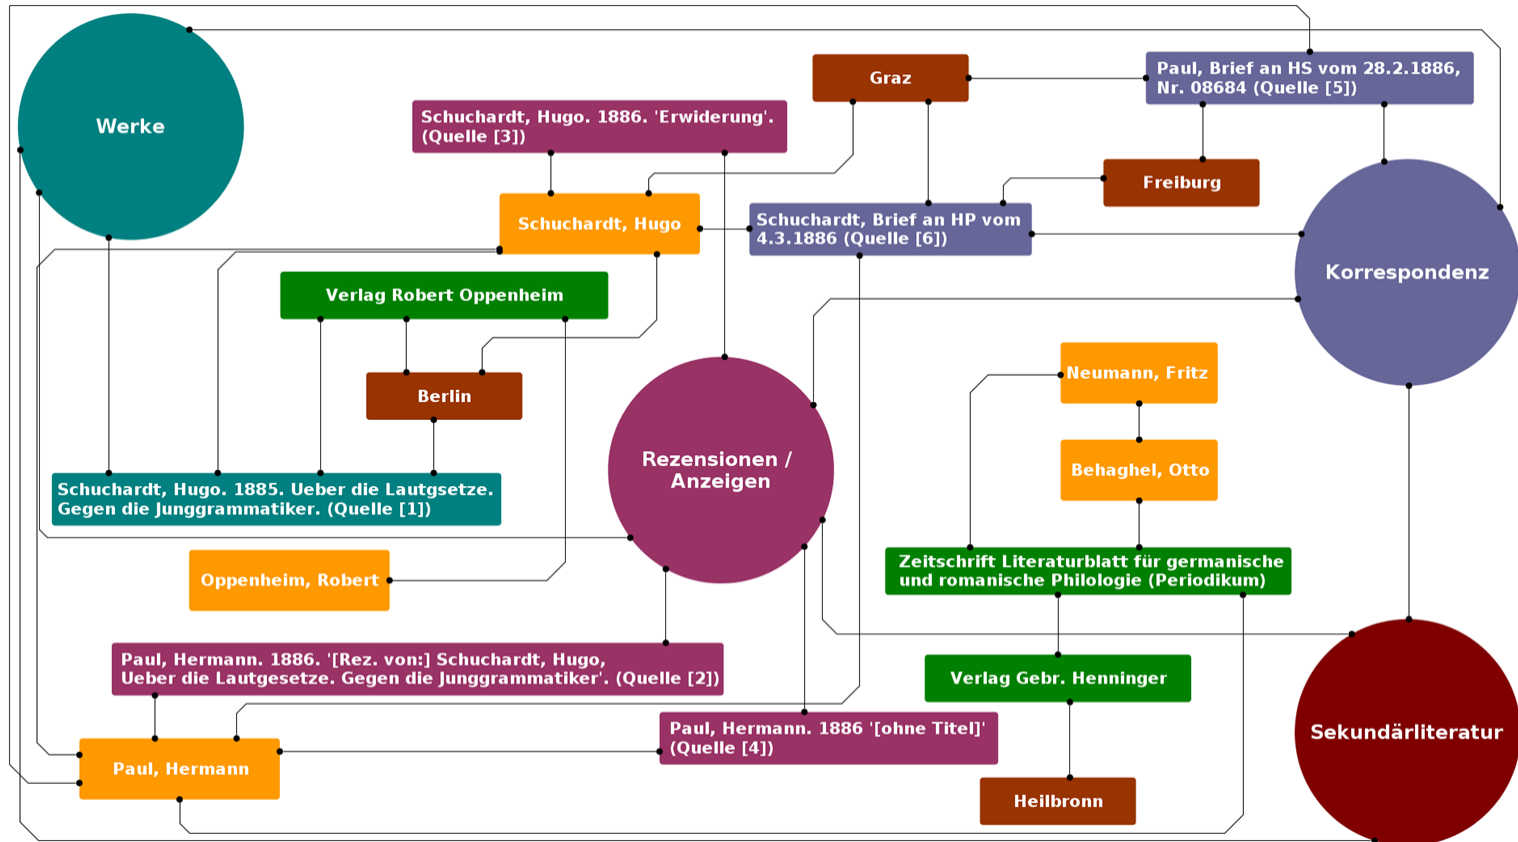 Werke
Graz
Paul, Brief an HS vom 28.2.1886,
Nr. 08684 (Quelle [5])
Schuchardt, Hugo. 1886. 'Erwiderung'.
(Quelle [3])
Freiburg
Schuchardt, Hugo
Schuchardt, Brief an HP vom
4.3.1886 (Quelle [6])
Korrespondenz
Verlag Robert Oppenheim
Neumann, Fritz
Berlin
Rezensionen /
Anzeigen
Behaghel, Otto
Schuchardt, Hugo. 1885. Ueber die Lautgsetze.
Gegen die Junggrammatiker. (Quelle [1])
Oppenheim, Robert
Zeitschrift Literaturblatt für germanische
und romanische Philologie (Periodikum)
Paul, Hermann. 1886. '[Rez. von:] Schuchardt, Hugo,
Ueber die Lautgesetze. Gegen die Junggrammatiker'. (Quelle [2])
Verlag Gebr. Henninger
Paul, Hermann. 1886 '[ohne Titel]'
(Quelle [4])
Sekundärliteratur
Paul, Hermann
Heilbronn